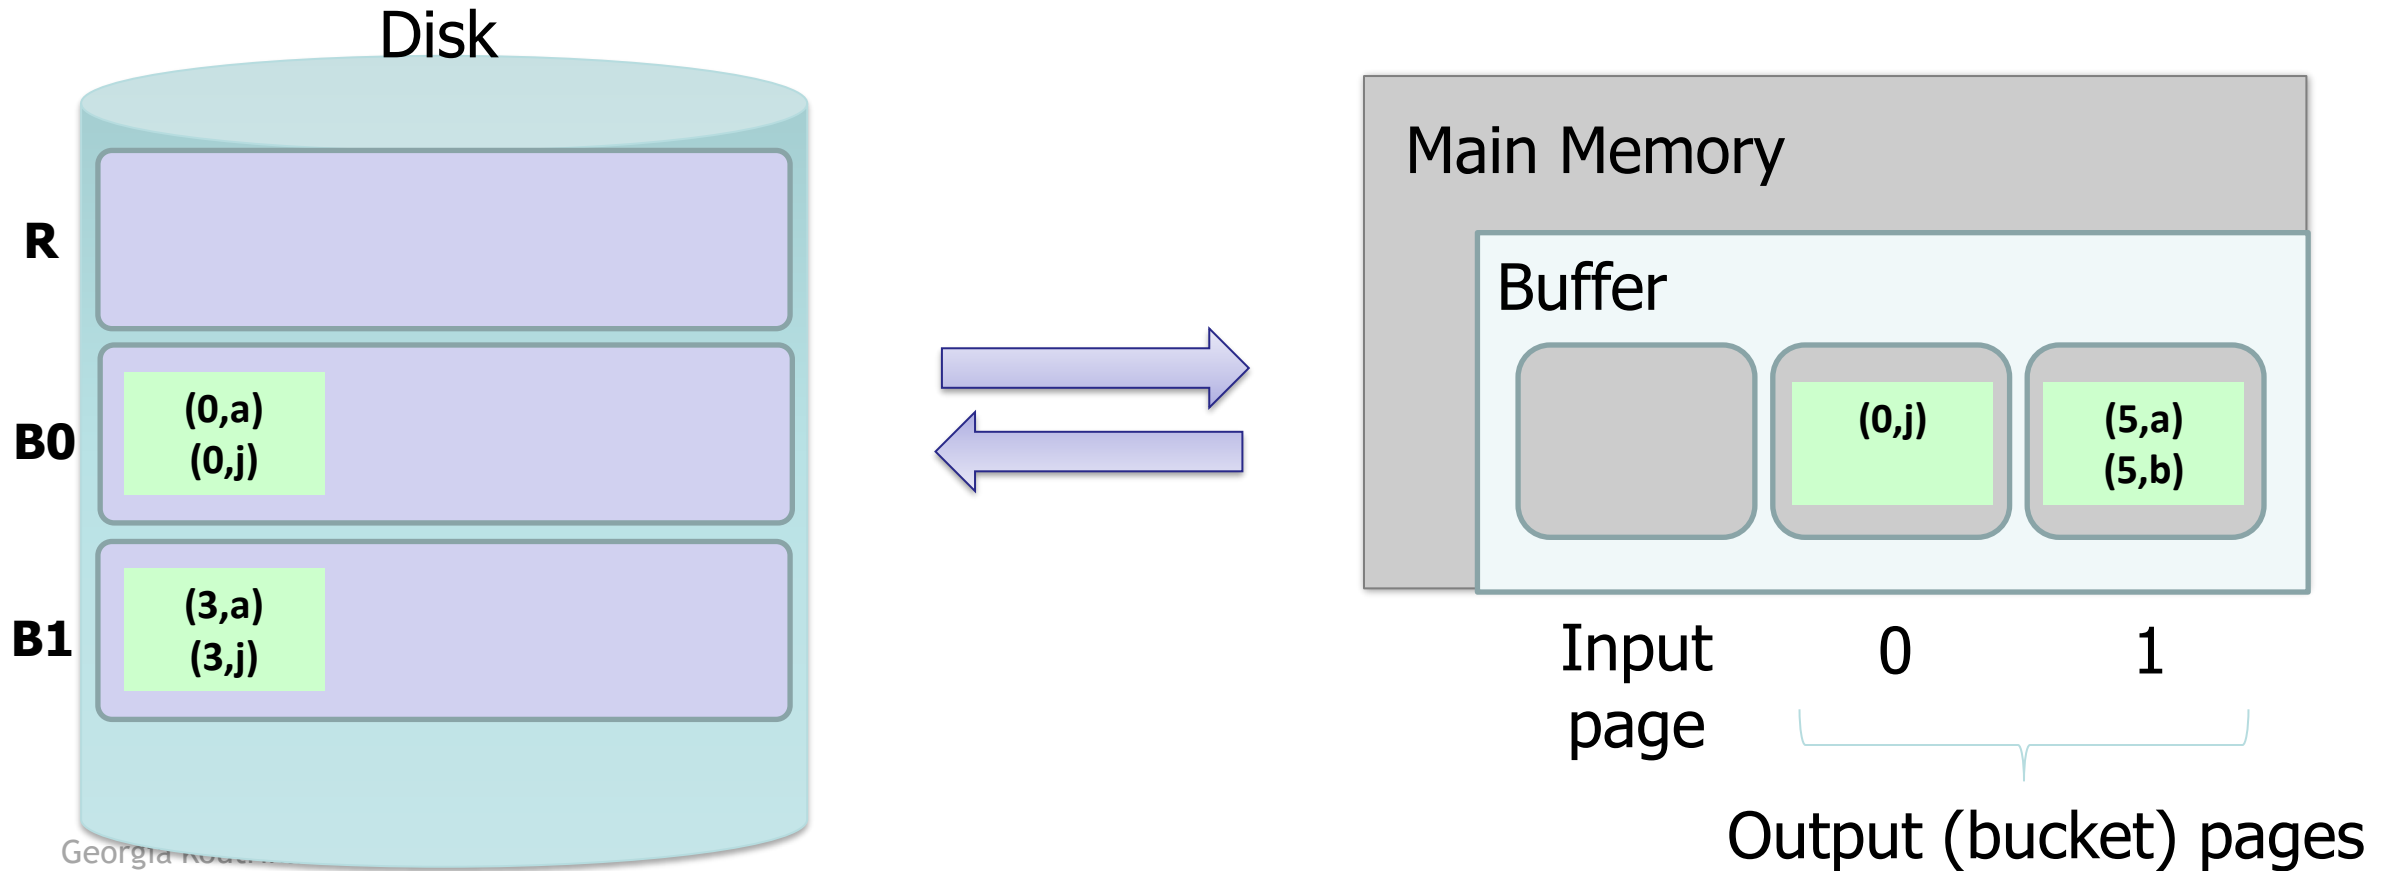 Disk
Main Memory
Buffer
R
B0
B1
(0,a)
(0,j)
(3,a)
(3,j)
(0,j)
(5,a)
(5,b)
Input
page
0
1
Output (bucket) pages
Georgia